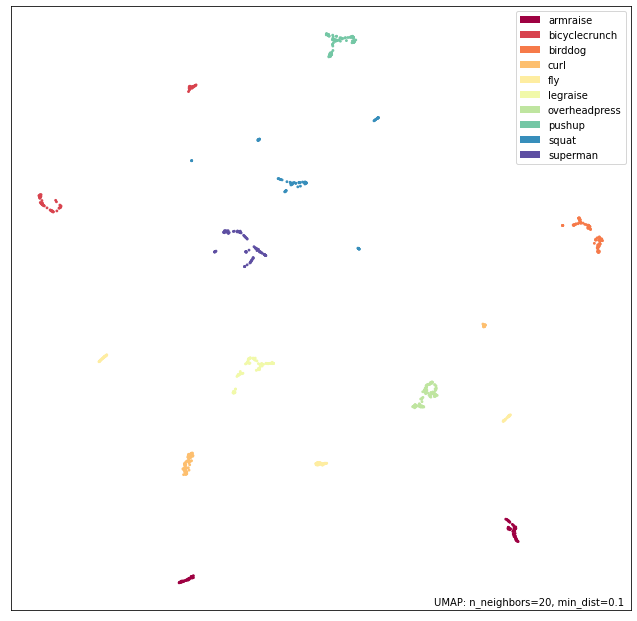 armraise
bicyclecrunch
birddog
curl
fly
legraise
overheadpress
pushup
squat
superman
UMAP: n_neighbors=20, min_dist=0.1